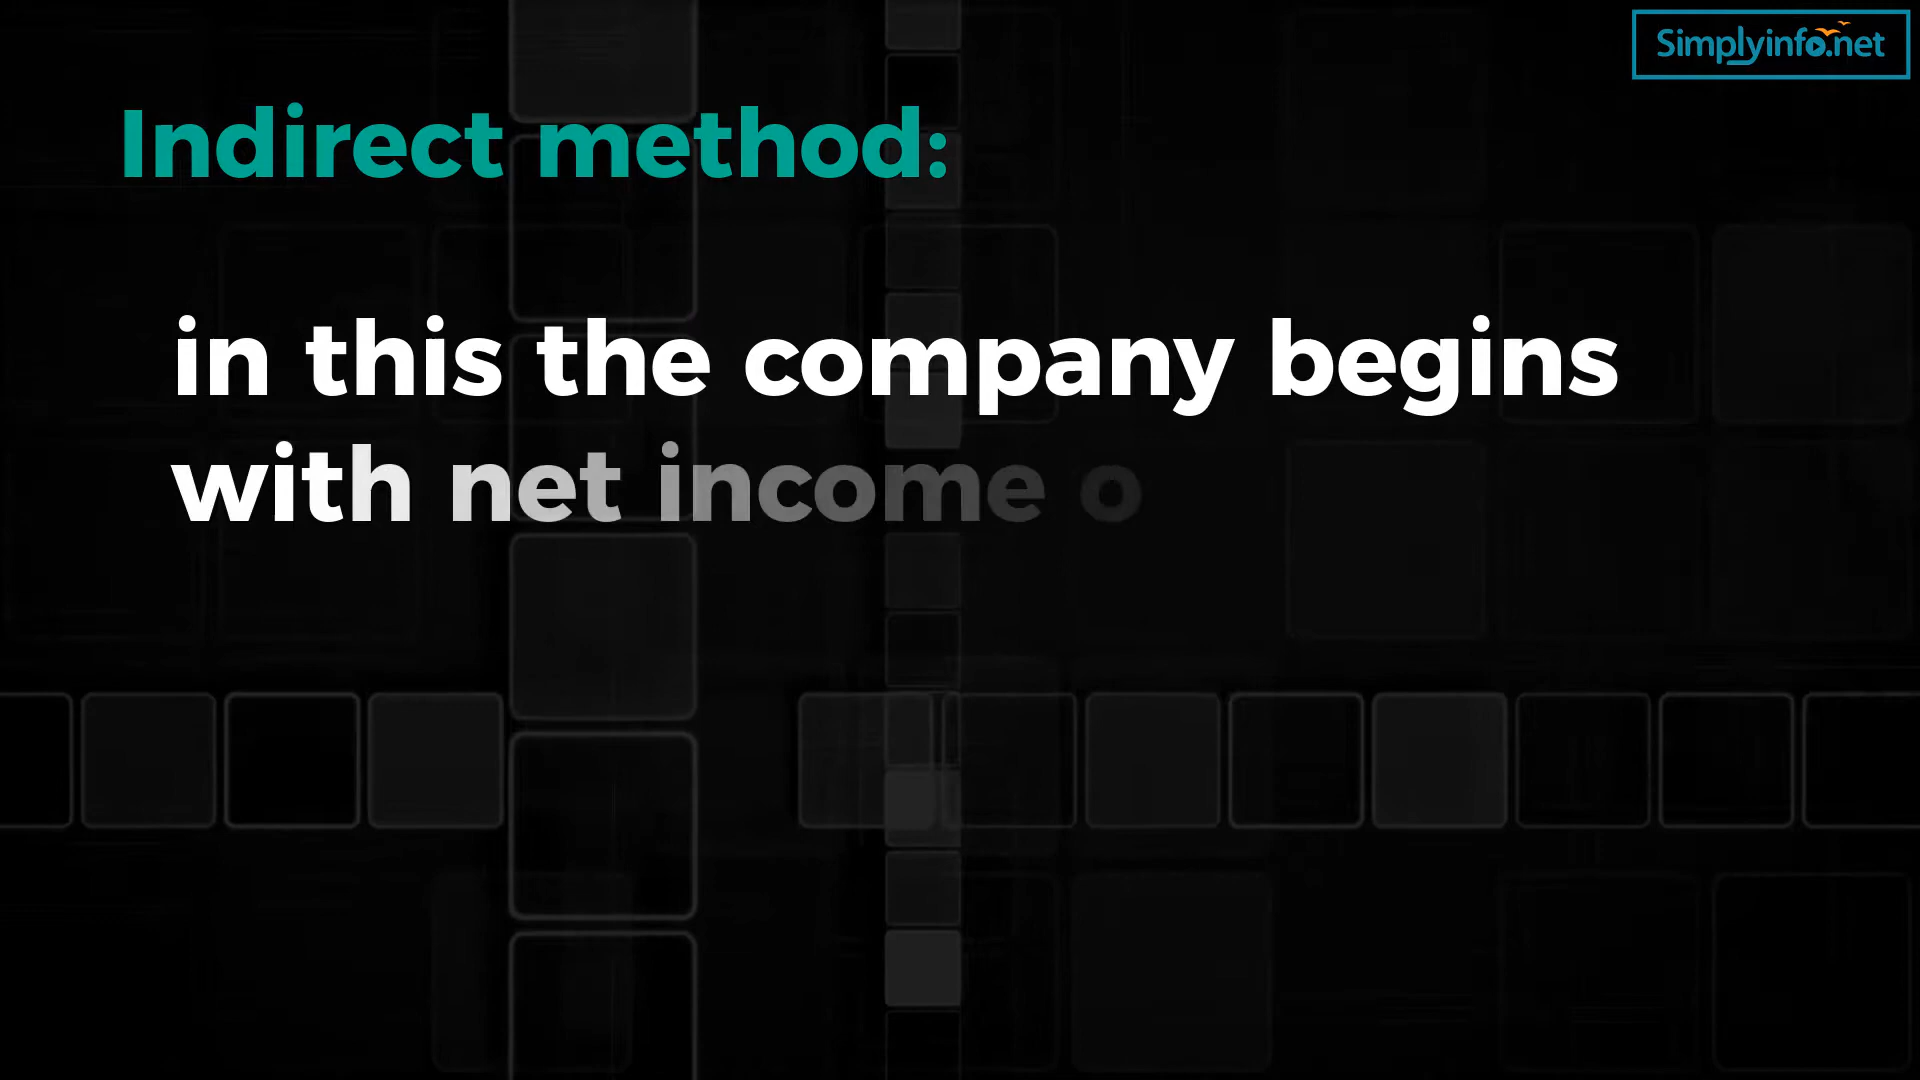 Simplyinfo.net
Indirect method:
in this the company begins
with net income o